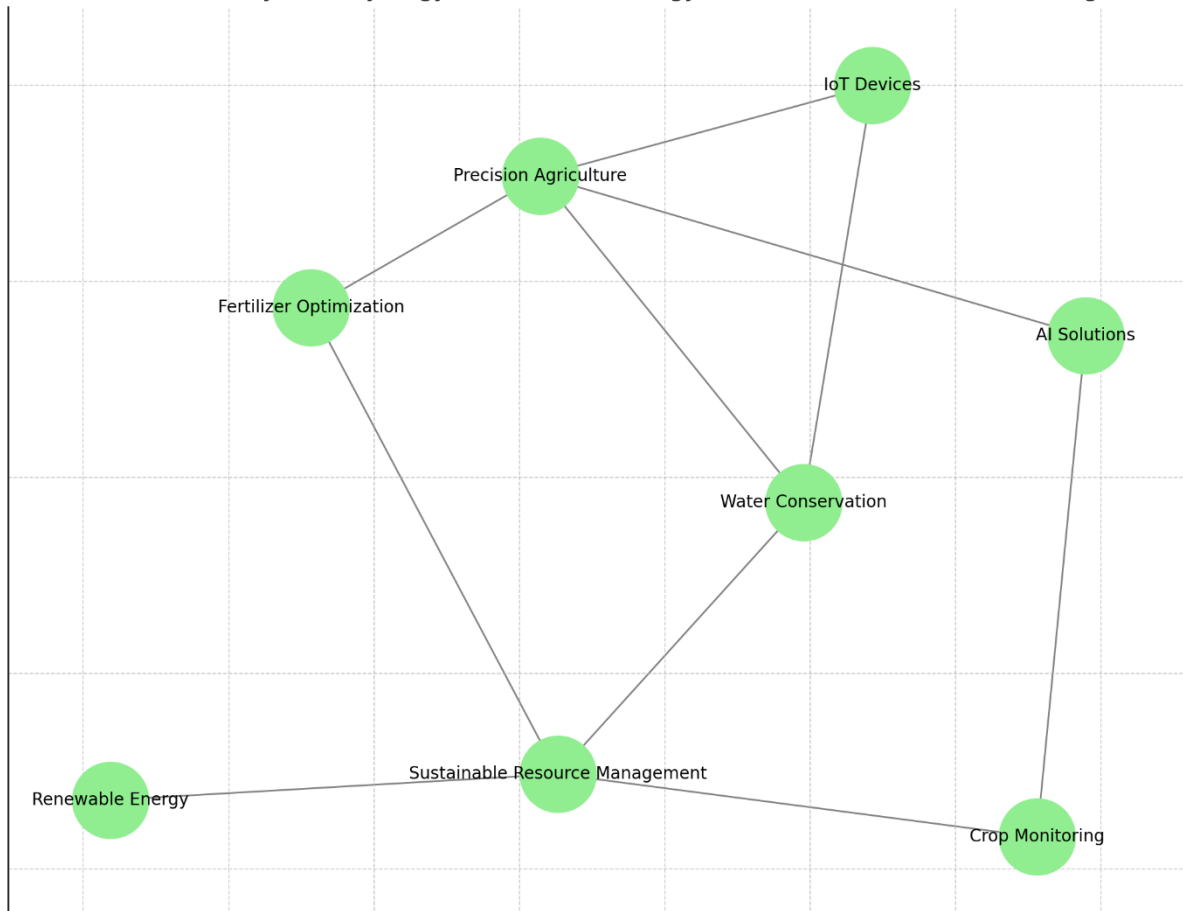 IoT Devices
Precision Agriculture
Fertilizer Optimization
AI Solutions
Water Conservation
Sustainable Resource Management
Renewable Energy
Crop Monitoring